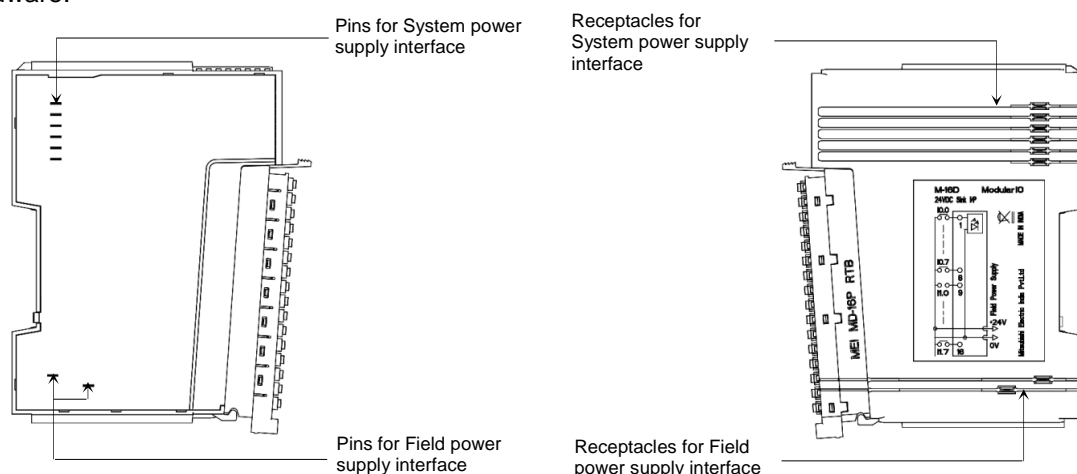 Pins for System power
supply interface
Receptacles for
System power supply
interface
M-16D Modular IO
24VDC Sink I/P
I0.0
1
I0.7
8
I1.0
9
I1.7
16
+24V
0V
Field Power Supply
MADE IN INDIA
Mitsubishi Electric India Pvt.Ltd
MEI MD-16P RTB
Pins for Field power
supply interface
Receptacles for Field
power supply interface